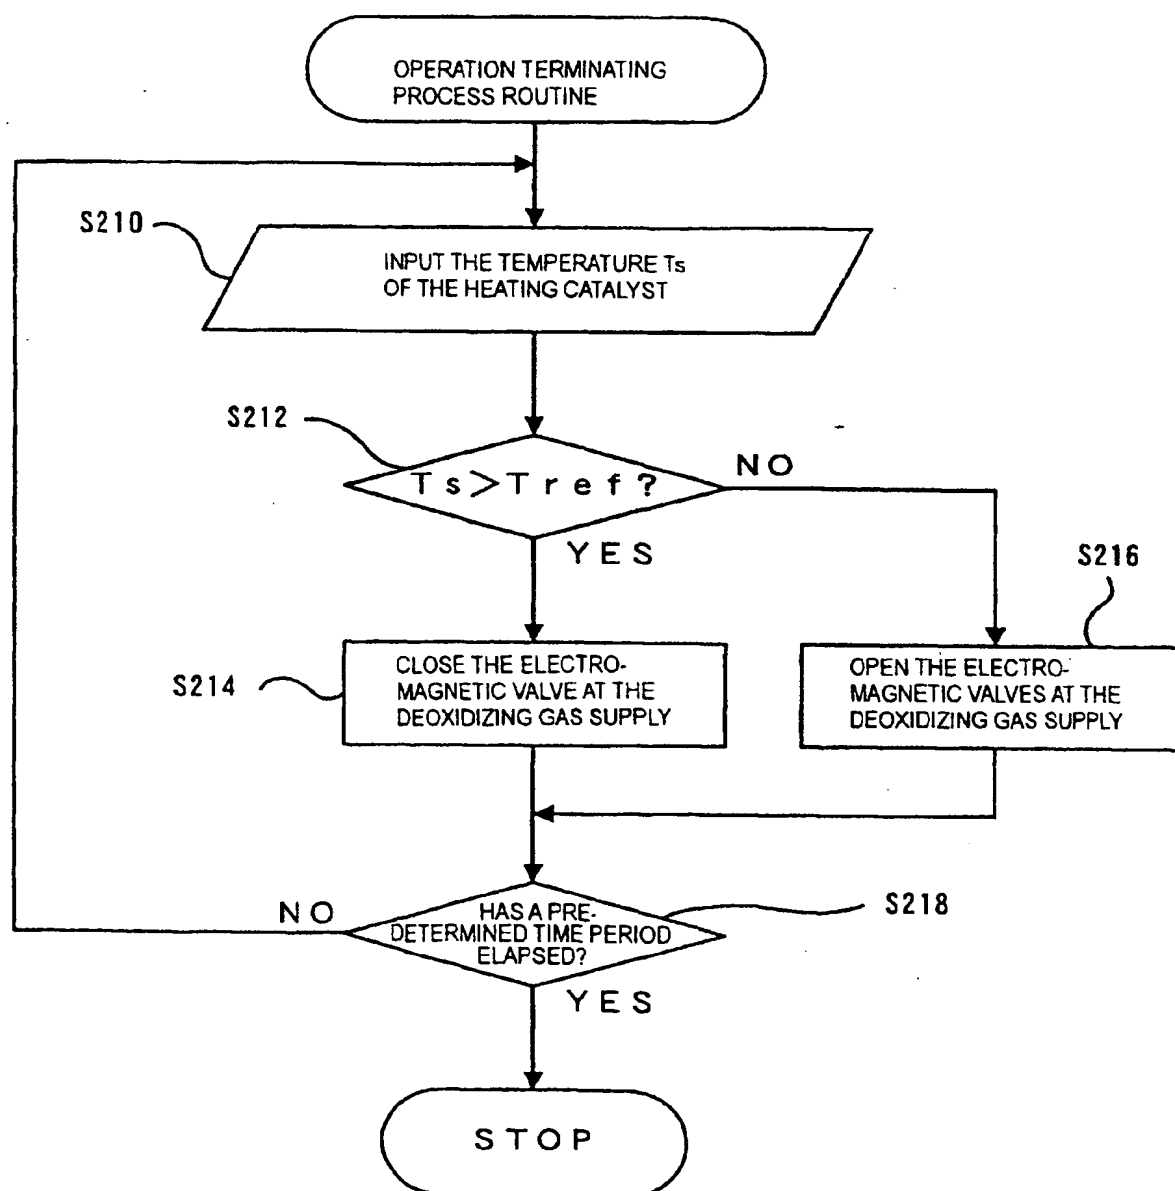 OPERATION TERMINATING
PROCESS ROUTINE
S210
INPUT THE TEMPERATURE Ts
OF THE HEATING CATALYST
S212
Ts>Tref?
NO
YES
S216
S214
CLOSE THE ELECTRO-
MAGNETIC VALVE AT THE
DEOXIDIZING GAS SUPPLY
OPEN THE ELECTRO-
MAGNETIC VALVES AT THE
DEOXIDIZING GAS SUPPLY
NO
HAS A PRE-
DETERMINED TIME PERIOD
ELAPSED?
S218
YES
STOP